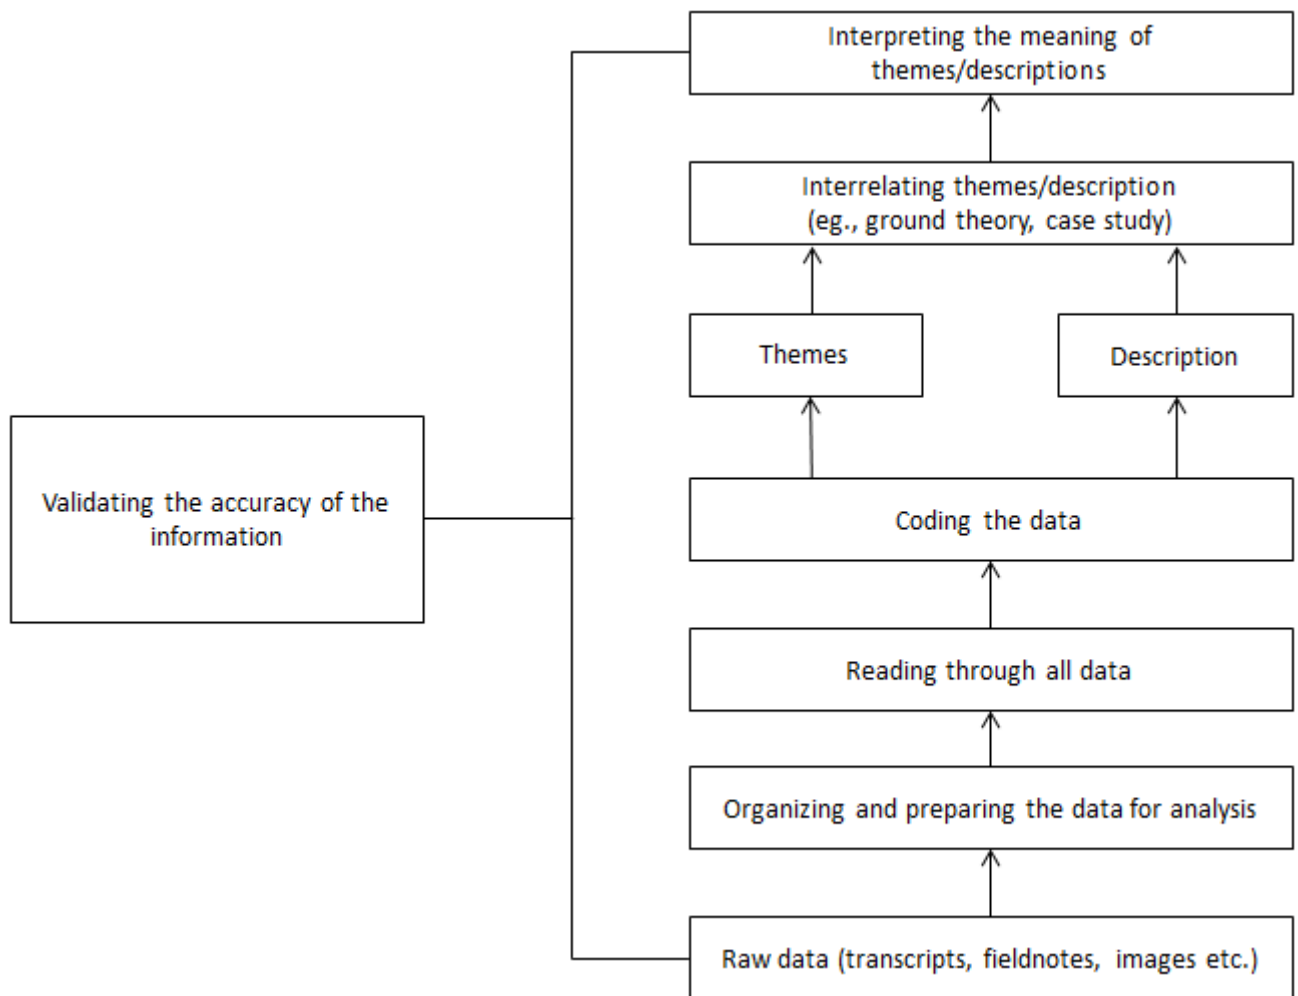 Interpreting the meaning of
themes/descriptions
Interrelating themes/description
(eg., ground theory, case study)
Themes
Description
Validating the accuracy of the
information
Coding the data
Reading through all data
Organizing and preparing the data for analysis
Raw data (transcripts, fieldnotes, images etc.)